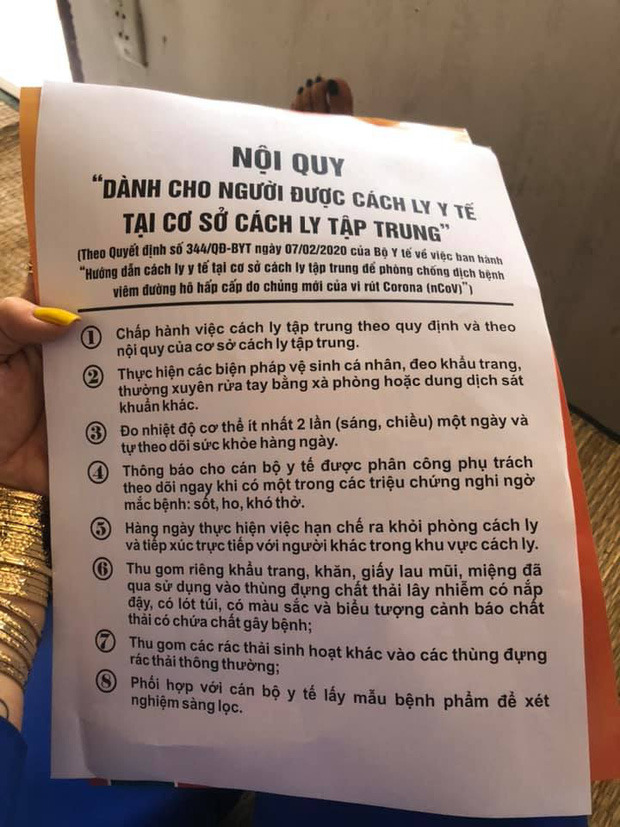 NỘI QUY
"DÀNH CHO NGƯỜI ĐƯỢC CÁCH LY Y TẾ
TẠI CƠ SỞ CÁCH LY TẬP TRUNG"
(Theo Quyết định số 344/QĐ-BYT ngày 07/02/2020 của Bộ Y tế về việc ban hành
"Hướng dẫn cách ly y tế tại cơ sở cách ly tập trung để phòng chống dịch bệnh
viêm đường hô hấp cấp do chủng mới của vi rút Corona (nCoV)")
1 Chấp hành việc cách ly tập trung theo quy định và theo
nội quy của cơ sở cách ly tập trung.
2 Thực hiện các biện pháp vệ sinh cá nhân, đeo khẩu trang,
thường xuyên rửa tay bằng xà phòng hoặc dung dịch sát
khuẩn khác.
3 Đo nhiệt độ cơ thể ít nhất 2 lần (sáng, chiều) một ngày và
tự theo dõi sức khỏe hàng ngày.
4 Thông báo cho cán bộ y tế được phân công phụ trách
theo dõi ngay khi có một trong các triệu chứng nghi ngờ
mắc bệnh: sốt, ho, khó thở.
5 Hàng ngày thực hiện việc hạn chế ra khỏi phòng cách ly
và tiếp xúc trực tiếp với người khác trong khu vực cách ly.
6 Thu gom riêng khẩu trang, khăn, giấy lau mũi, miệng đã
qua sử dụng vào thùng đựng chất thải lây nhiễm có nắp
đậy, có lót túi, có màu sắc và biểu tượng cảnh báo chất
thải có chứa chất gây bệnh;
7 Thu gom các rác thải sinh hoạt khác vào các thùng đựng
rác thải thông thường;
8 Phối hợp với cán bộ y tế lấy mẫu bệnh phẩm để xét
nghiệm sàng lọc.